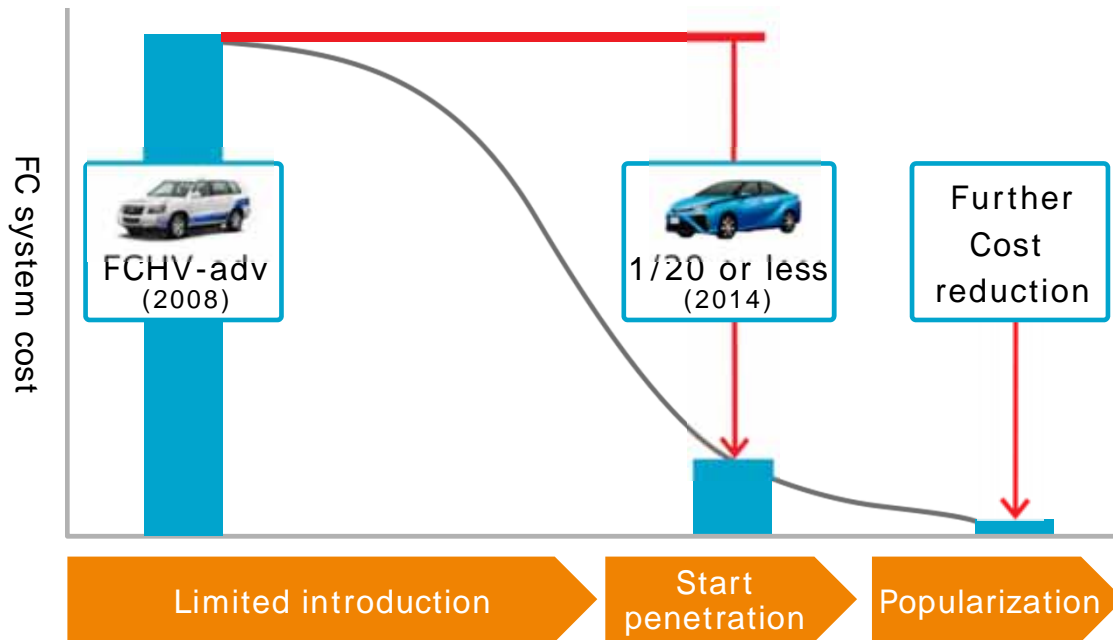 FC system cost
FCHV-adv
(2008)
1/20 or less
(2014)
Further
Cost
reduction
Limited introduction
Start
penetration
Popularization